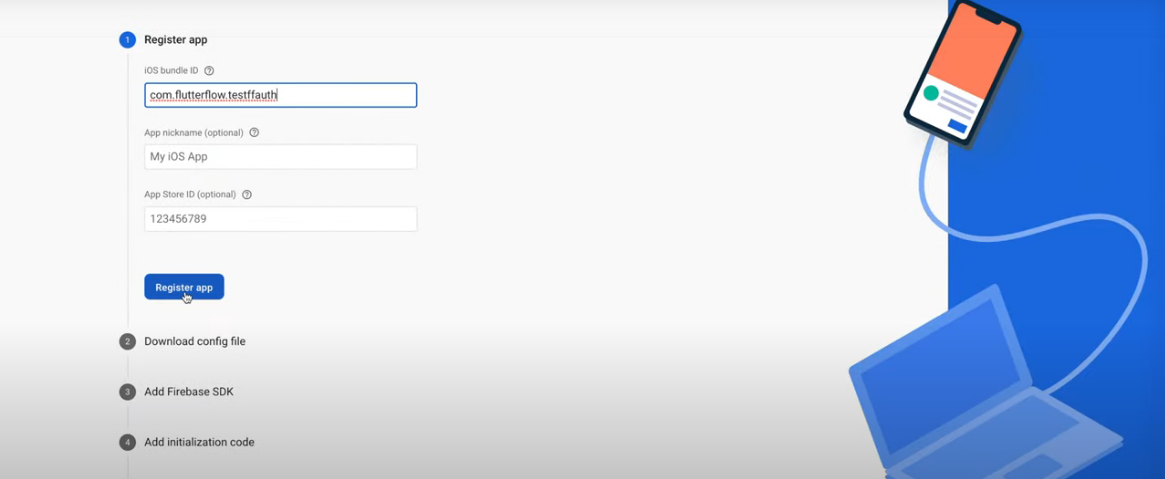 1 Register app
iOS bundle ID ?
com.flutterflow.testffauth
App nickname (optional) ?
My iOS App
App Store ID (optional) ?
123456789
Register app
2 Download config file
3 Add Firebase SDK
4 Add initialization code